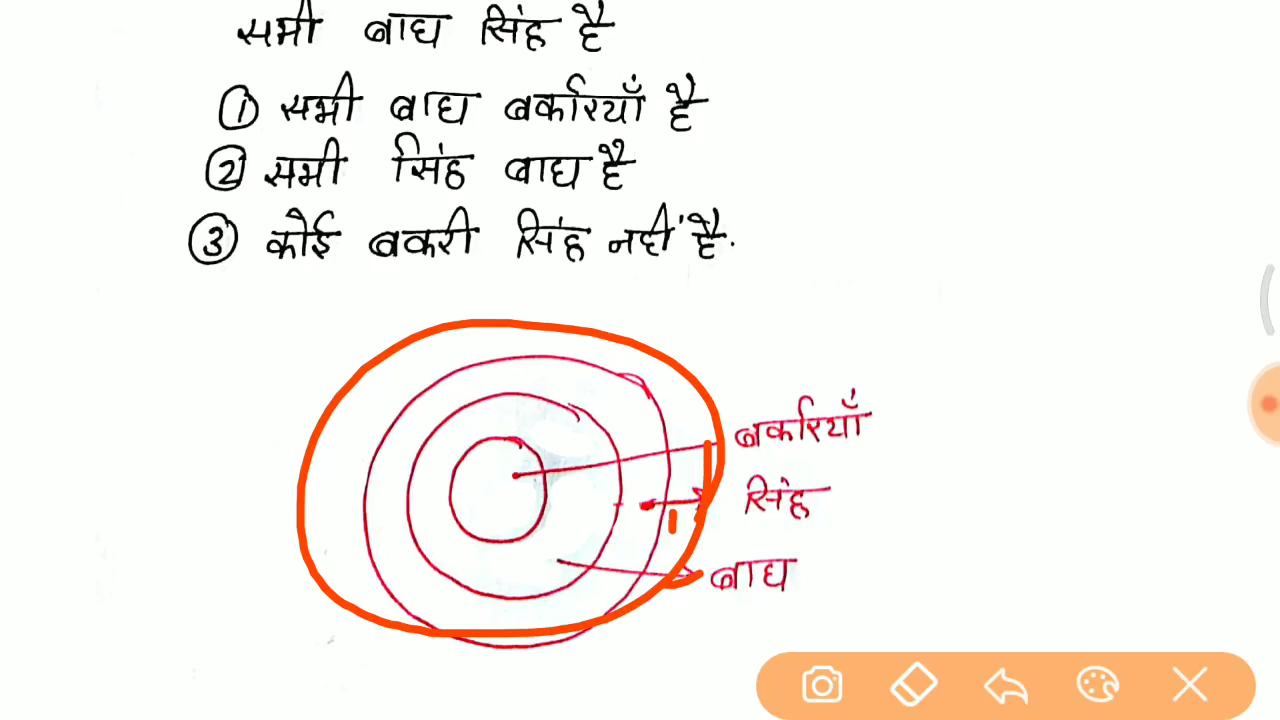 सभी बाघ सिंह है
① सभी बाघ बकरियाँ है
② सभी सिंह बाघ है
③ कोई बकरी सिंह नहीं है.
बकरियाँ
सिंह
बाघ